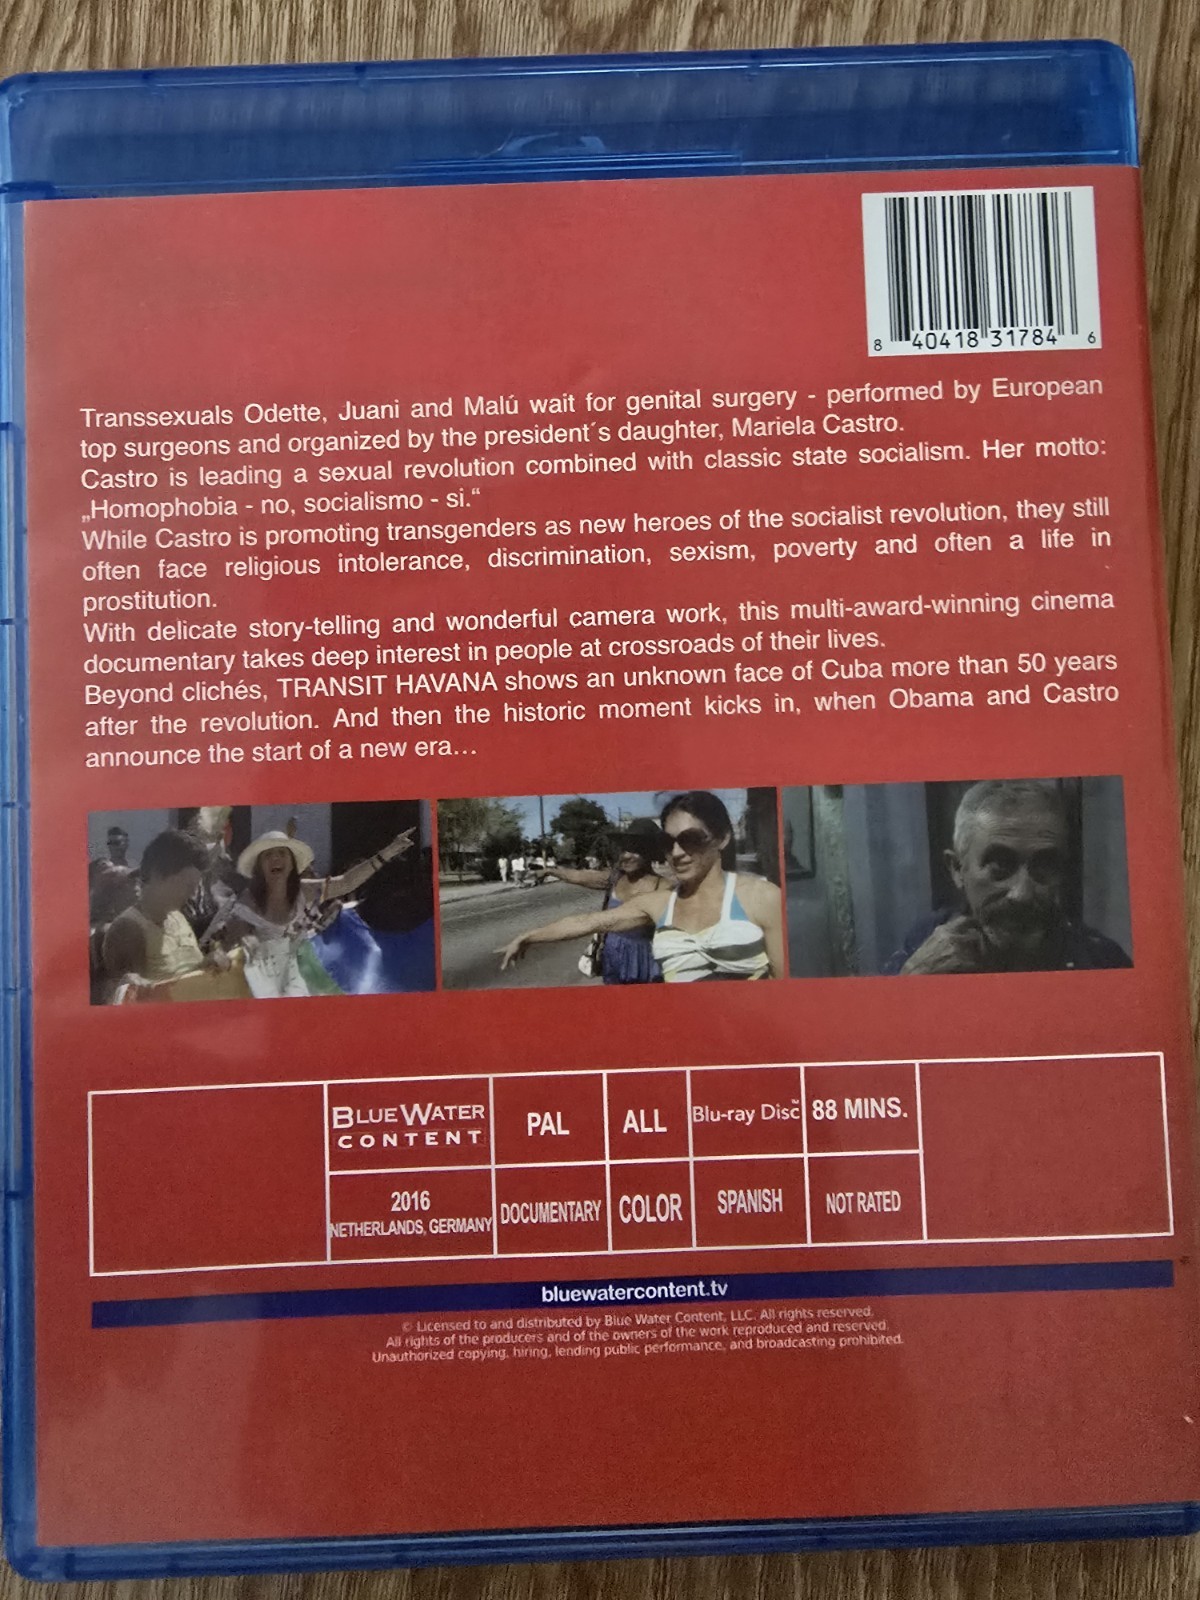 8 40418 31784 6
Transsexuals Odette, Juani and Malú wait for genital surgery - performed by European
top surgeons and organized by the president´s daughter, Mariela Castro.
Castro is leading a sexual revolution combined with classic state socialism. Her motto:
„Homophobia - no, socialismo - si.“
While Castro is promoting transgenders as new heroes of the socialist revolution, they still
often face religious intolerance, discrimination, sexism, poverty and often a life in
prostitution.
With delicate story-telling and wonderful camera work, this multi-award-winning cinema
documentary takes deep interest in people at crossroads of their lives.
Beyond clichés, TRANSIT HAVANA shows an unknown face of Cuba more than 50 years
after the revolution. And then the historic moment kicks in, when Obama and Castro
announce the start of a new era...
BLUE WATER
CONTENT
PAL
ALL
Blu-ray Disc™
88 MINS.
2016
NETHERLANDS, GERMANY
DOCUMENTARY
COLOR
SPANISH
NOT RATED
bluewatercontent.tv
© Licensed to and distributed by Blue Water Content, LLC. All rights reserved.
All rights of the producers and of the owners of the work reproduced and reserved.
Unauthorized copying, hiring, lending public performance, and broadcasting prohibited.